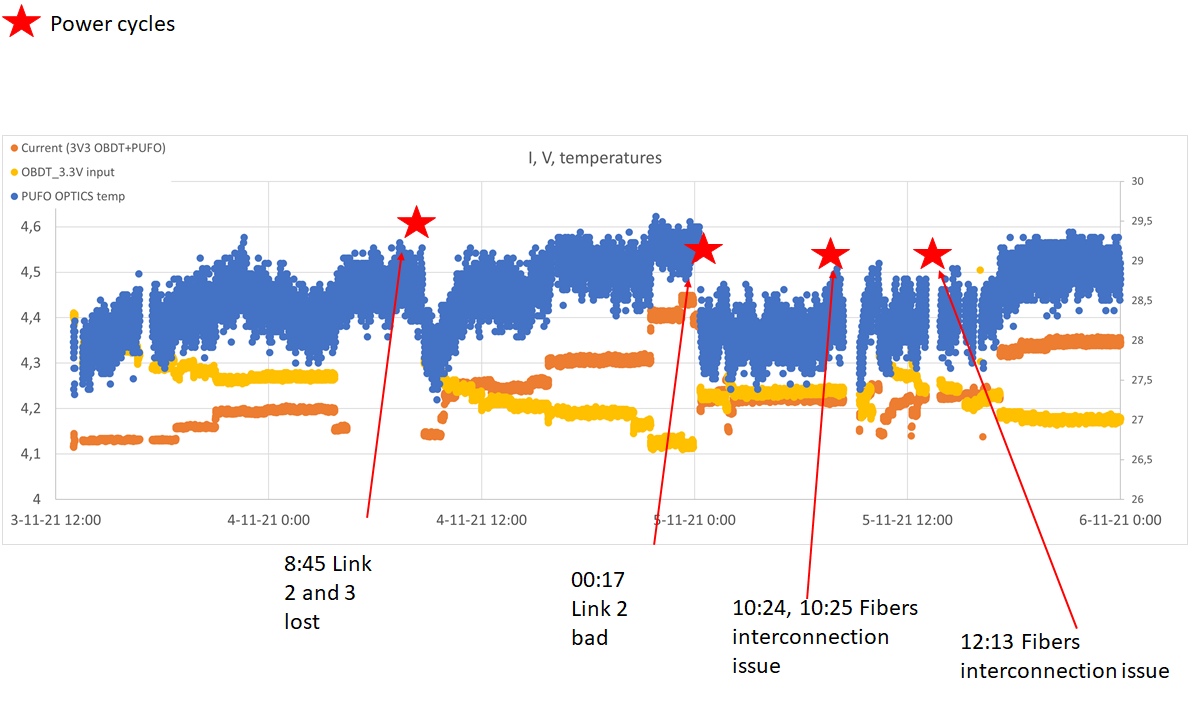 Power cycles
Current (3V3 OBDT+PUFO)
OBDT_3.3V input
PUFO OPTICS temp
I, V, temperatures
30
29,5
29
28,5
28
27,5
27
26,5
26
4,6
4,5
4,4
4,3
4,2
4,1
4
3-11-21 12:00
4-11-21 0:00
4-11-21 12:00
5-11-21 0:00
5-11-21 12:00
6-11-21 0:00
8:45 Link
2 and 3
lost
00:17
Link 2
bad
10:24, 10:25 Fibers
interconnection
issue
12:13 Fibers
interconnection issue